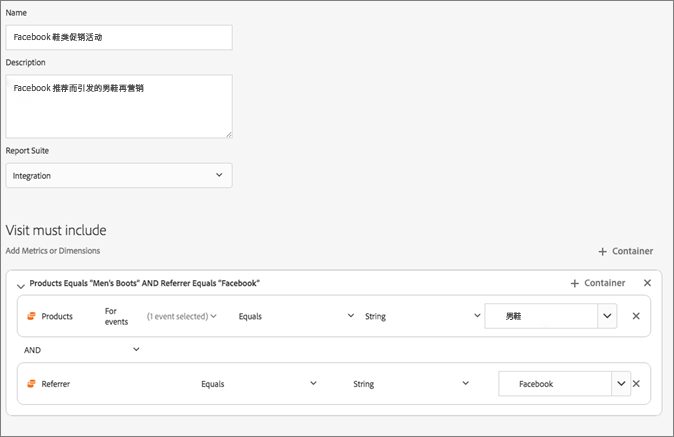 Name
Facebook 鞋类促销活动
Description
Facebook 推荐而引发的男鞋再营销
Report Suite
Integration
Visit must include
Add Metrics or Dimensions
+ Container
Products Equals "Men's Boots" AND Referrer Equals "Facebook"
+ Container
Products For events (1 event selected) Equals String 男鞋
AND
Referrer Equals String Facebook